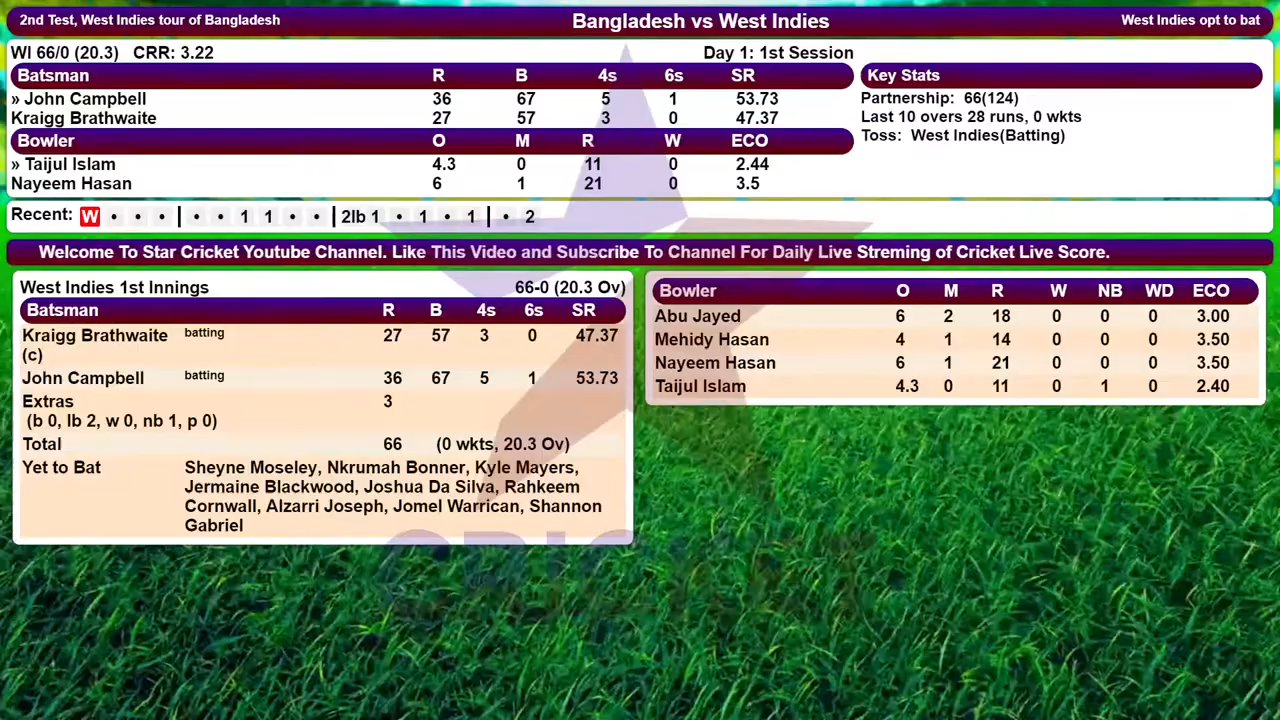 2nd Test, West Indies tour of Bangladesh Bangladesh vs West Indies West Indies opt to bat
WI 66/0 (20.3) CRR: 3.22 Day 1: 1st Session
Batsman R B 4s 6s SR Key Stats
» John Campbell 36 67 5 1 53.73 Partnership: 66(124)
Kraigg Brathwaite 27 57 3 0 47.37 Last 10 overs 28 runs, 0 wkts
Bowler O M R W ECO Toss: West Indies(Batting)
» Taijul Islam 4.3 0 11 0 2.44
Nayeem Hasan 6 1 21 0 3.5
Recent: W • • • | • • 1 1 • • | 2lb 1 • 1 • 1 | • 2
Welcome To Star Cricket Youtube Channel. Like This Video and Subscribe To Channel For Daily Live Streming of Cricket Live Score.
West Indies 1st Innings 66-0 (20.3 Ov)
Batsman R B 4s 6s SR
Kraigg Brathwaite batting 27 57 3 0 47.37
(c)
John Campbell batting 36 67 5 1 53.73
Extras 3
(b 0, lb 2, w 0, nb 1, p 0)
Total 66 (0 wkts, 20.3 Ov)
Yet to Bat Sheyne Moseley, Nkrumah Bonner, Kyle Mayers,
Jermaine Blackwood, Joshua Da Silva, Rahkeem
Cornwall, Alzarri Joseph, Jomel Warrican, Shannon
Gabriel
Bowler O M R W NB WD ECO
Abu Jayed 6 2 18 0 0 0 3.00
Mehidy Hasan 4 1 14 0 0 0 3.50
Nayeem Hasan 6 1 21 0 0 0 3.50
Taijul Islam 4.3 0 11 0 1 0 2.40